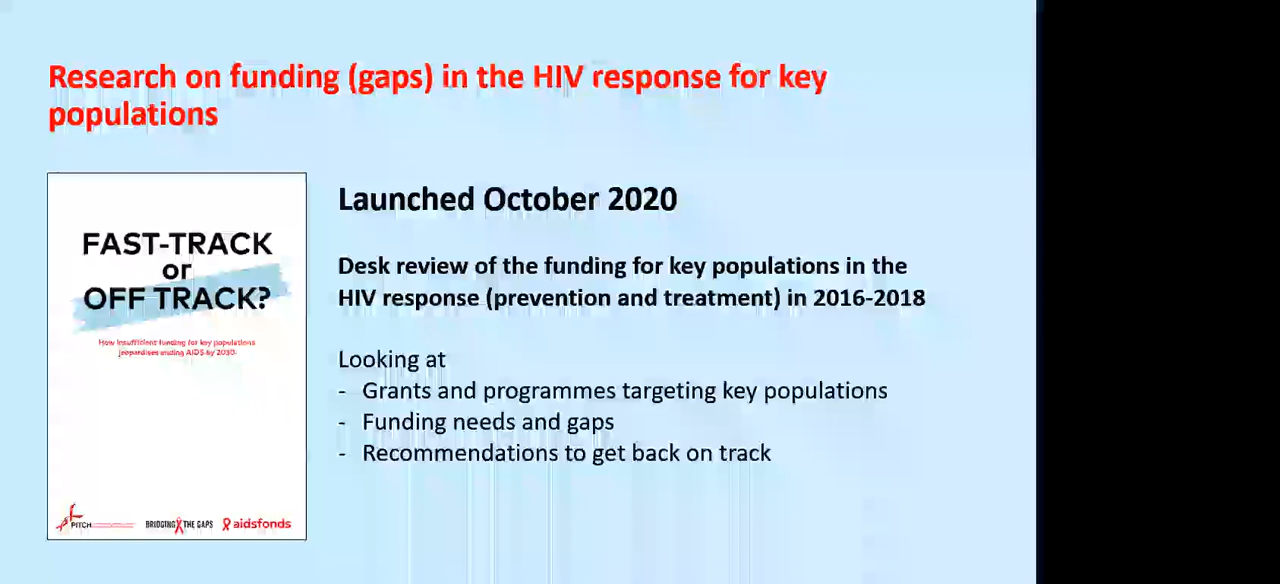 Research on funding (gaps) in the HIV response for key
populations
FAST-TRACK
or
OFF TRACK?
How insufficient funding for key populations
jeopardises ending AIDS by 2030
PITCH
BRIDGING THE GAPS
aidsfonds
Launched October 2020
Desk review of the funding for key populations in the
HIV response (prevention and treatment) in 2016-2018
Looking at
- Grants and programmes targeting key populations
- Funding needs and gaps
- Recommendations to get back on track